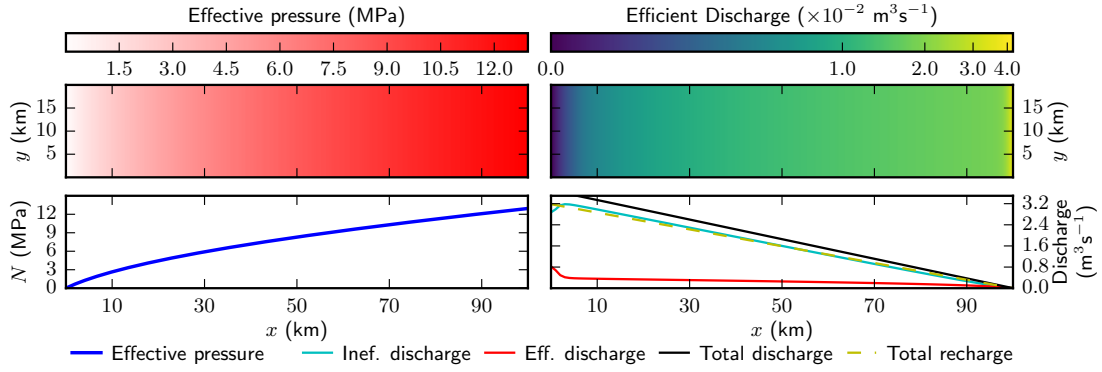 Effective pressure (MPa)
Efficient Discharge (×10⁻² m³s⁻¹)
1.5 3.0 4.5 6.0 7.5 9.0 10.5 12.0
0.0 1.0 2.0 3.0 4.0
15
10
5
y (km)
15
10
5
y (km)
12
9
6
3
0
N (MPa)
10 30 50 70 90
x (km)
3.2
2.4
1.6
0.8
0.0
Discharge
(m³s⁻¹)
10 30 50 70 90
x (km)
Effective pressure Inef. discharge Eff. discharge Total discharge Total recharge